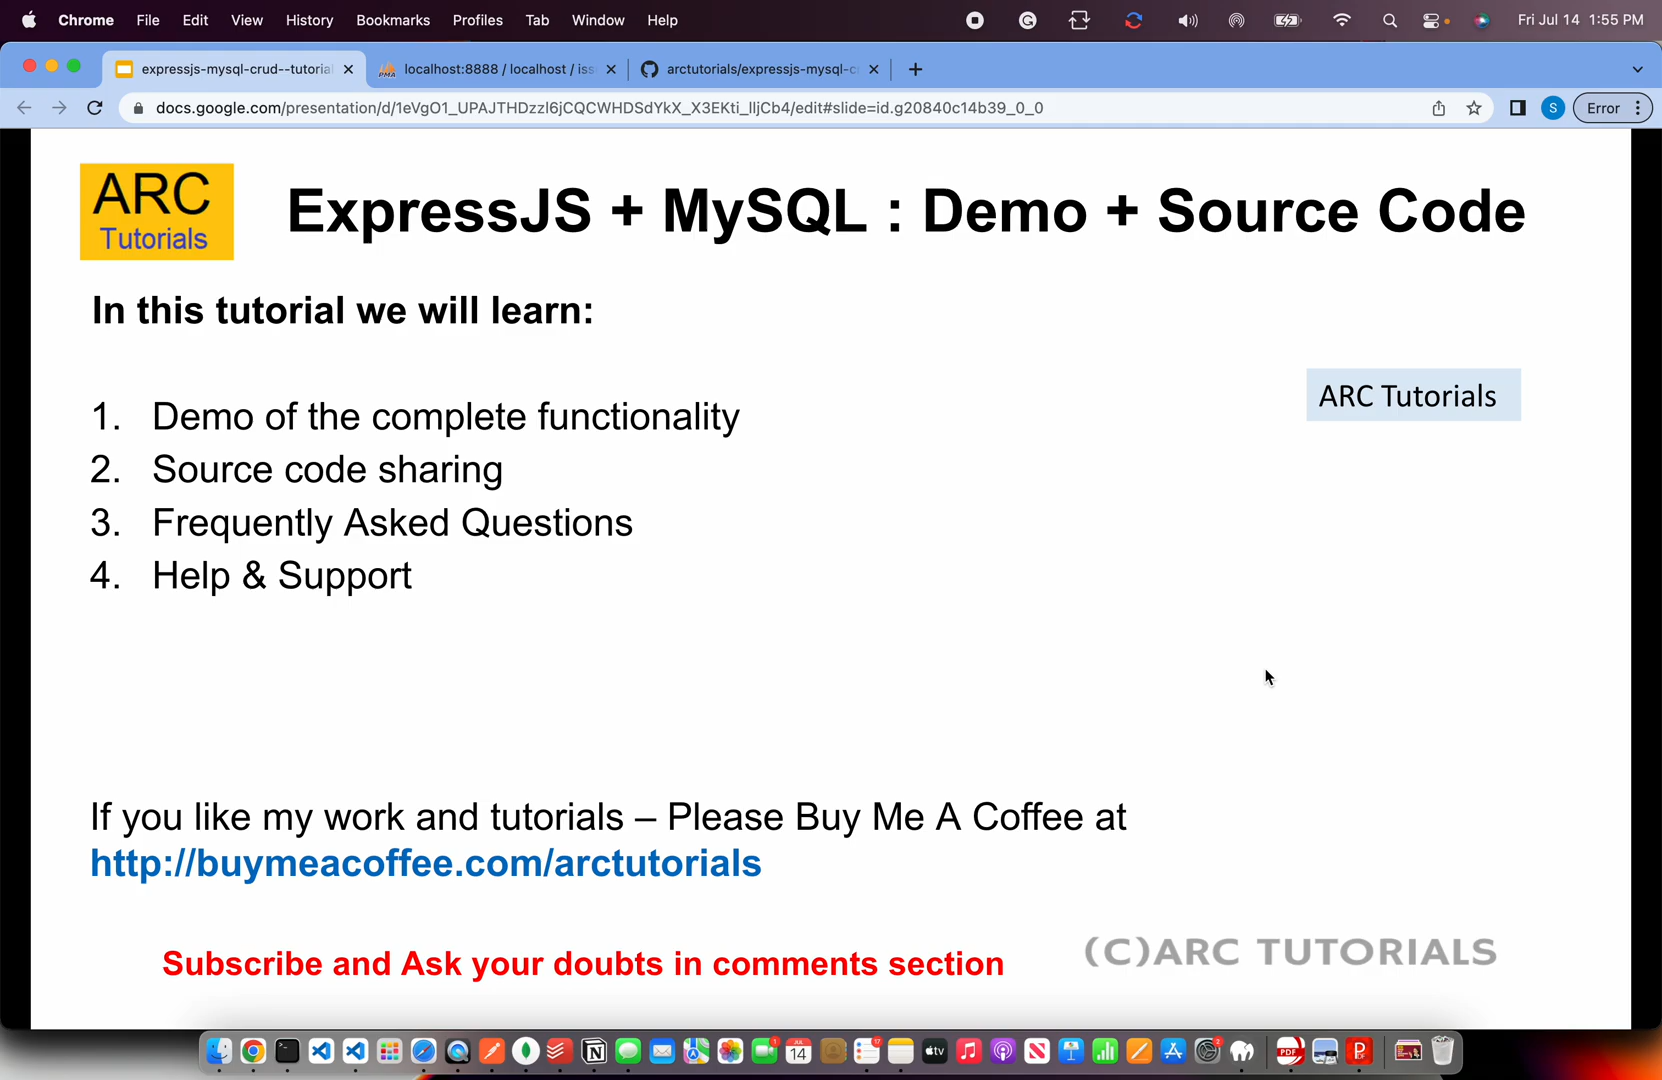 Chrome File Edit View History Bookmarks Profiles Tab Window Help Fri Jul 14 1:55 PM
expressjs-mysql-crud--tutorial localhost:8888 / localhost / iss arctutorials/expressjs-mysql-c
docs.google.com/presentation/d/1eVgO1_UPAJTHDzzl6jCQCWHDSdYkX_X3EKti_lljCb4/edit#slide=id.g20840c14b39_0_0 S Error
ARC
Tutorials
ExpressJS + MySQL : Demo + Source Code
In this tutorial we will learn:
ARC Tutorials
1. Demo of the complete functionality
2. Source code sharing
3. Frequently Asked Questions
4. Help & Support
If you like my work and tutorials – Please Buy Me A Coffee at
http://buymeacoffee.com/arctutorials
Subscribe and Ask your doubts in comments section
(C)ARC TUTORIALS